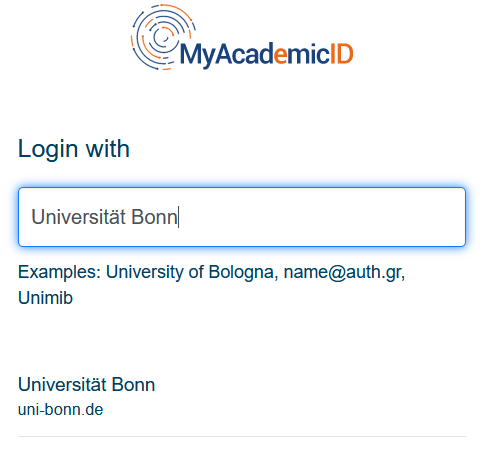 MyAcademicID
Login with
Universität Bonn
Examples: University of Bologna, name@auth.gr,
Unimib
Universität Bonn
uni-bonn.de